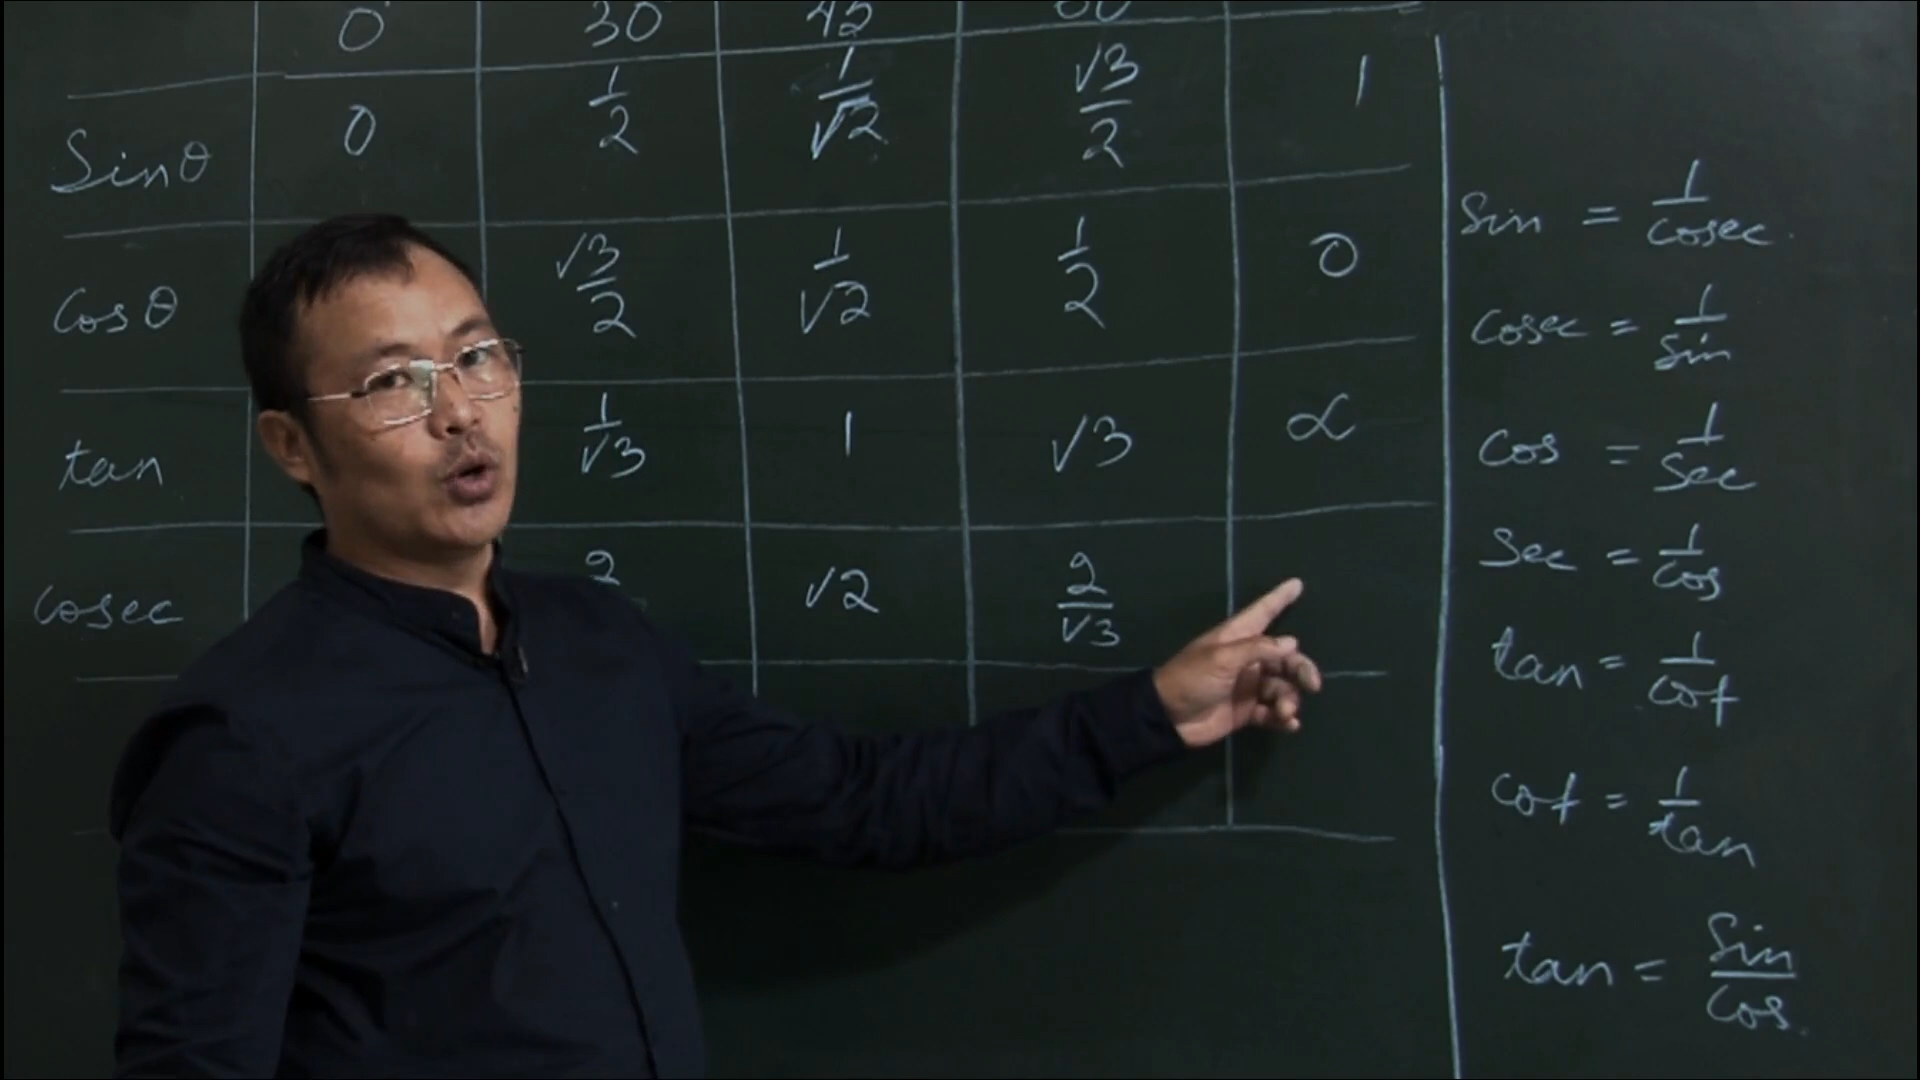 0° 30 45 60
Sinθ 0 1/2 1/√2 √3/2 1
Cosθ √3/2 1/√2 1/2 0
tan 1/√3 1 √3 ∝
Cosec 2 √2 2/√3
Sin = 1/Cosec
Cosec = 1/Sin
Cos = 1/Sec
Sec = 1/Cos
tan = 1/Cot
Cot = 1/tan
tan = Sin/Cos